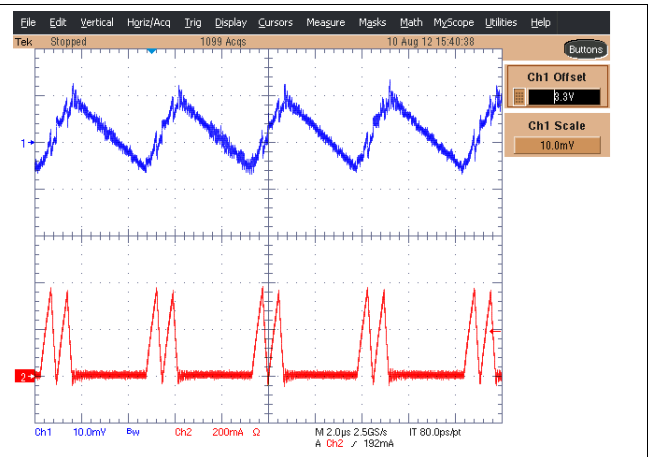 File Edit Vertical Horiz/Acq Trig Display Cursors Measure Masks Math MyScope Utilities Help
Tek Stopped 1099 Acqs 10 Aug 12 15:40:38
Buttons
Ch1 Offset
3.3V
Ch1 Scale
10.0mV
1
2
Ch1 10.0mV Bw Ch2 200mA Ω M 2.0µs 2.5GS/s IT 80.0ps/pt
A Ch2 ∕ 192mA